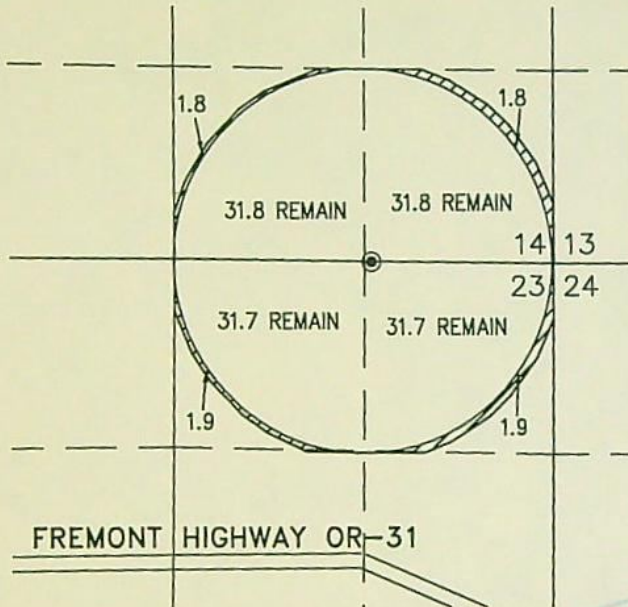 1.8
1.8
31.8 REMAIN
31.8 REMAIN
14 13
23 24
31.7 REMAIN
31.7 REMAIN
1.9
1.9
FREMONT HIGHWAY OR-31